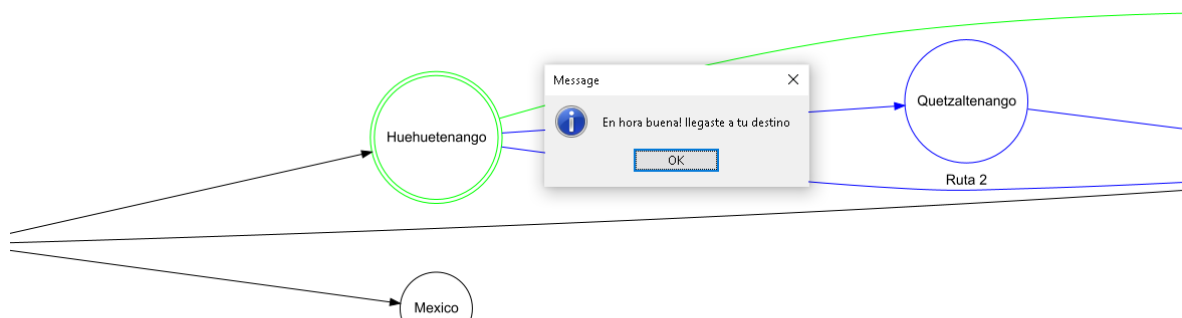 Message
Quetzaltenango
En hora buena! llegaste a tu destino
Huehuetenango
OK
Ruta 2
Mexico